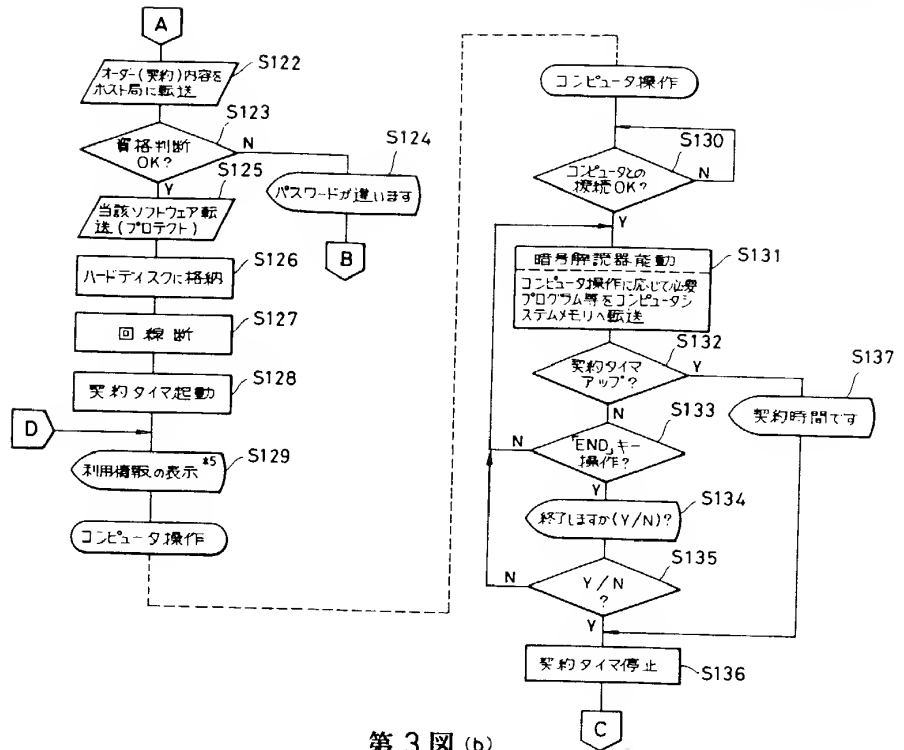 A
オーダー(契約)内容を
ホスト局に転送
S122
S123
資格判断
OK?
N
Y
S124
パスワードが違います
B
S125
当該ソフトウェア転
送(プロテクト)
ハードディスクに格納
S126
回線断
S127
契約タイマ起動
S128
D
利用情報の表示*5
S129
コンピュータ操作
コンピュータ操作
S130
コンピュータとの
接続OK?
N
Y
暗号解読器能動
S131
コンピュータ操作に応じて必要
プログラム等をコンピュータシ
ステムメモリへ転送
S132
契約タイマ
アップ?
Y
N
S137
契約時間です
S133
「END」キー
操作?
N
Y
S134
終了しますか(Y/N)?
S135
Y/N
?
N
Y
契約タイマ停止
S136
C
第3図(b)